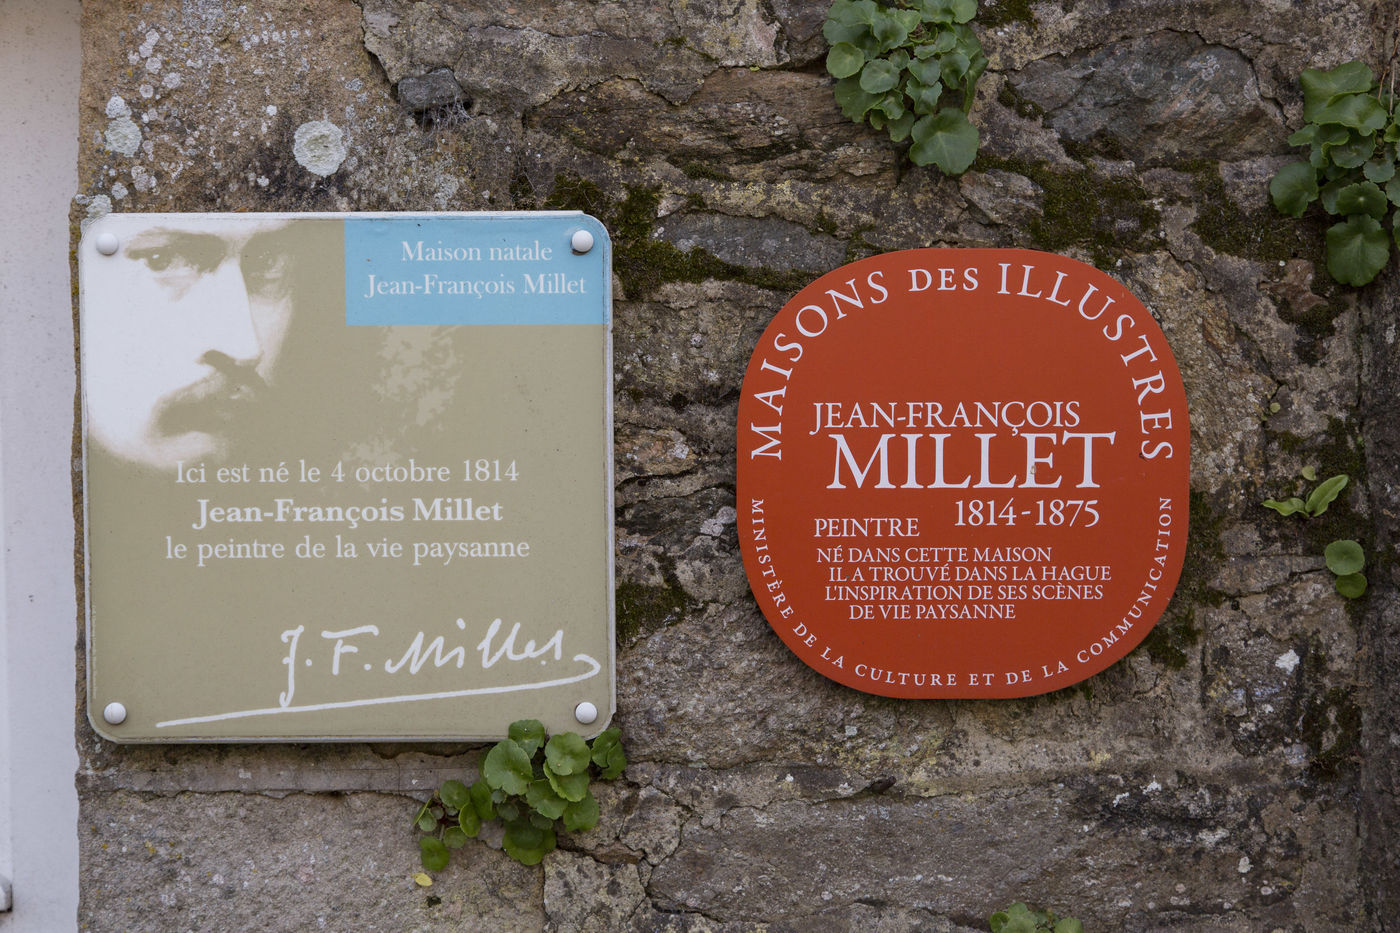 Maison natale
Jean-François Millet
Ici est né le 4 octobre 1814
Jean-François Millet
le peintre de la vie paysanne
J. F. Millet
MAISONS DES ILLUSTRES
JEAN-FRANÇOIS
MILLET
1814-1875
PEINTRE
NÉ DANS CETTE MAISON
IL A TROUVÉ DANS LA HAGUE
L'INSPIRATION DE SES SCÈNES
DE VIE PAYSANNE
MINISTÈRE DE LA CULTURE ET DE LA COMMUNICATION